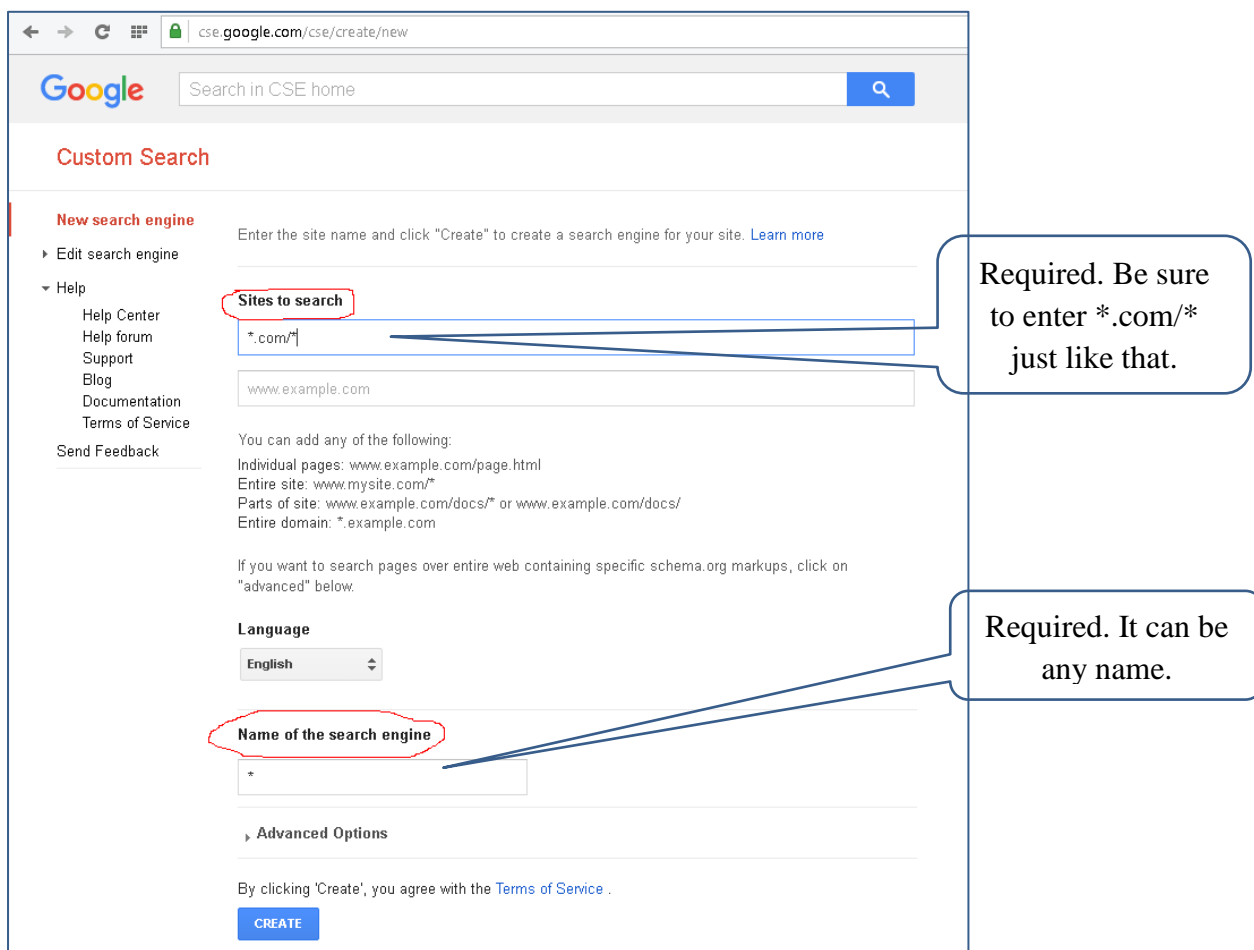 cse.google.com/cse/create/new
Google
Search in CSE home
Custom Search
New search engine
Edit search engine
Help
Help Center
Help forum
Support
Blog
Documentation
Terms of Service
Send Feedback
Enter the site name and click "Create" to create a search engine for your site. Learn more
Sites to search
*.com/*
www.example.com
You can add any of the following:
Individual pages: www.example.com/page.html
Entire site: www.mysite.com/*
Parts of site: www.example.com/docs/* or www.example.com/docs/
Entire domain: *.example.com
If you want to search pages over entire web containing specific schema.org markups, click on
"advanced" below.
Language
English
Name of the search engine
*
Advanced Options
By clicking 'Create', you agree with the Terms of Service .
CREATE
Required. Be sure
to enter *.com/*
just like that.
Required. It can be
any name.